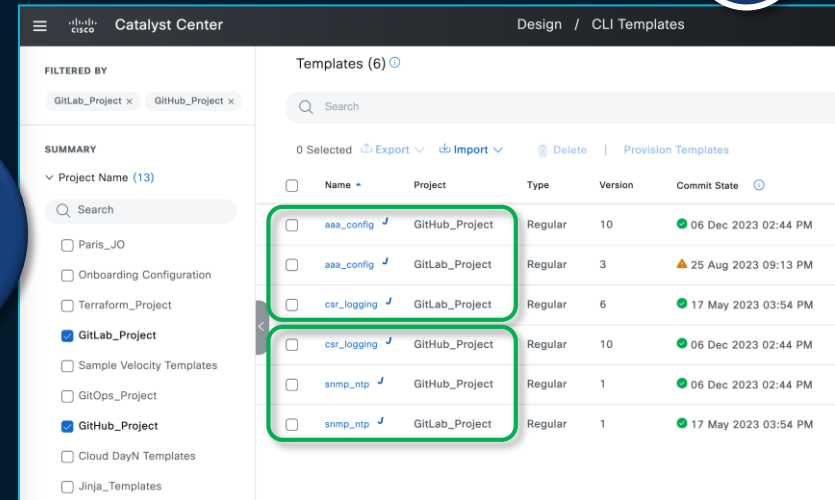 cisco Catalyst Center
Design / CLI Templates
FILTERED BY
GitLab_Project × GitHub_Project ×
SUMMARY
Project Name (13)
Search
Paris_JO
Onboarding Configuration
Terraform_Project
GitLab_Project
Sample Velocity Templates
GitOps_Project
GitHub_Project
Cloud DayN Templates
Jinja_Templates
Templates (6)
Search
0 Selected Export Import Delete | Provision Templates
Name Project Type Version Commit State
aaa_config J GitHub_Project Regular 10 06 Dec 2023 02:44 PM
aaa_config J GitLab_Project Regular 3 25 Aug 2023 09:13 PM
csr_logging J GitLab_Project Regular 6 17 May 2023 03:54 PM
csr_logging J GitHub_Project Regular 10 06 Dec 2023 02:44 PM
snmp_ntp J GitHub_Project Regular 1 06 Dec 2023 02:44 PM
snmp_ntp J GitLab_Project Regular 1 17 May 2023 03:54 PM